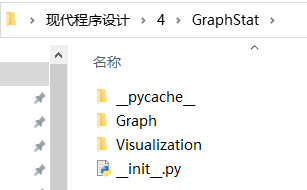 现代程序设计 > 4 > GraphStat >
名称
__pycache__
Graph
Visualization
__init__.py